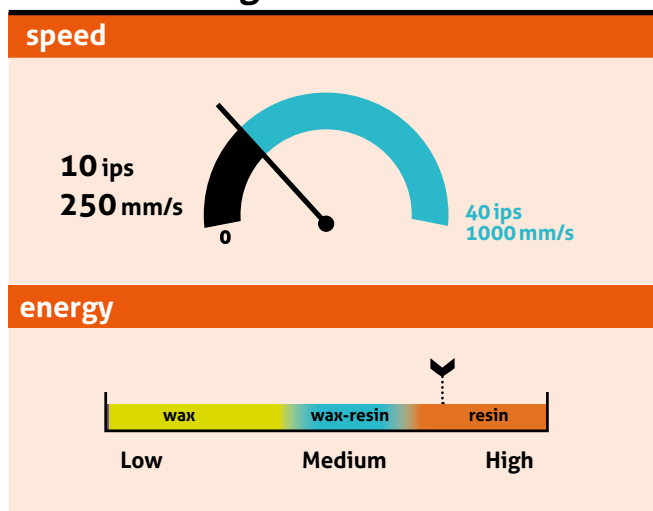 speed
10 ips
250 mm/s
0
40 ips
1000 mm/s
energy
wax wax-resin resin
Low Medium High